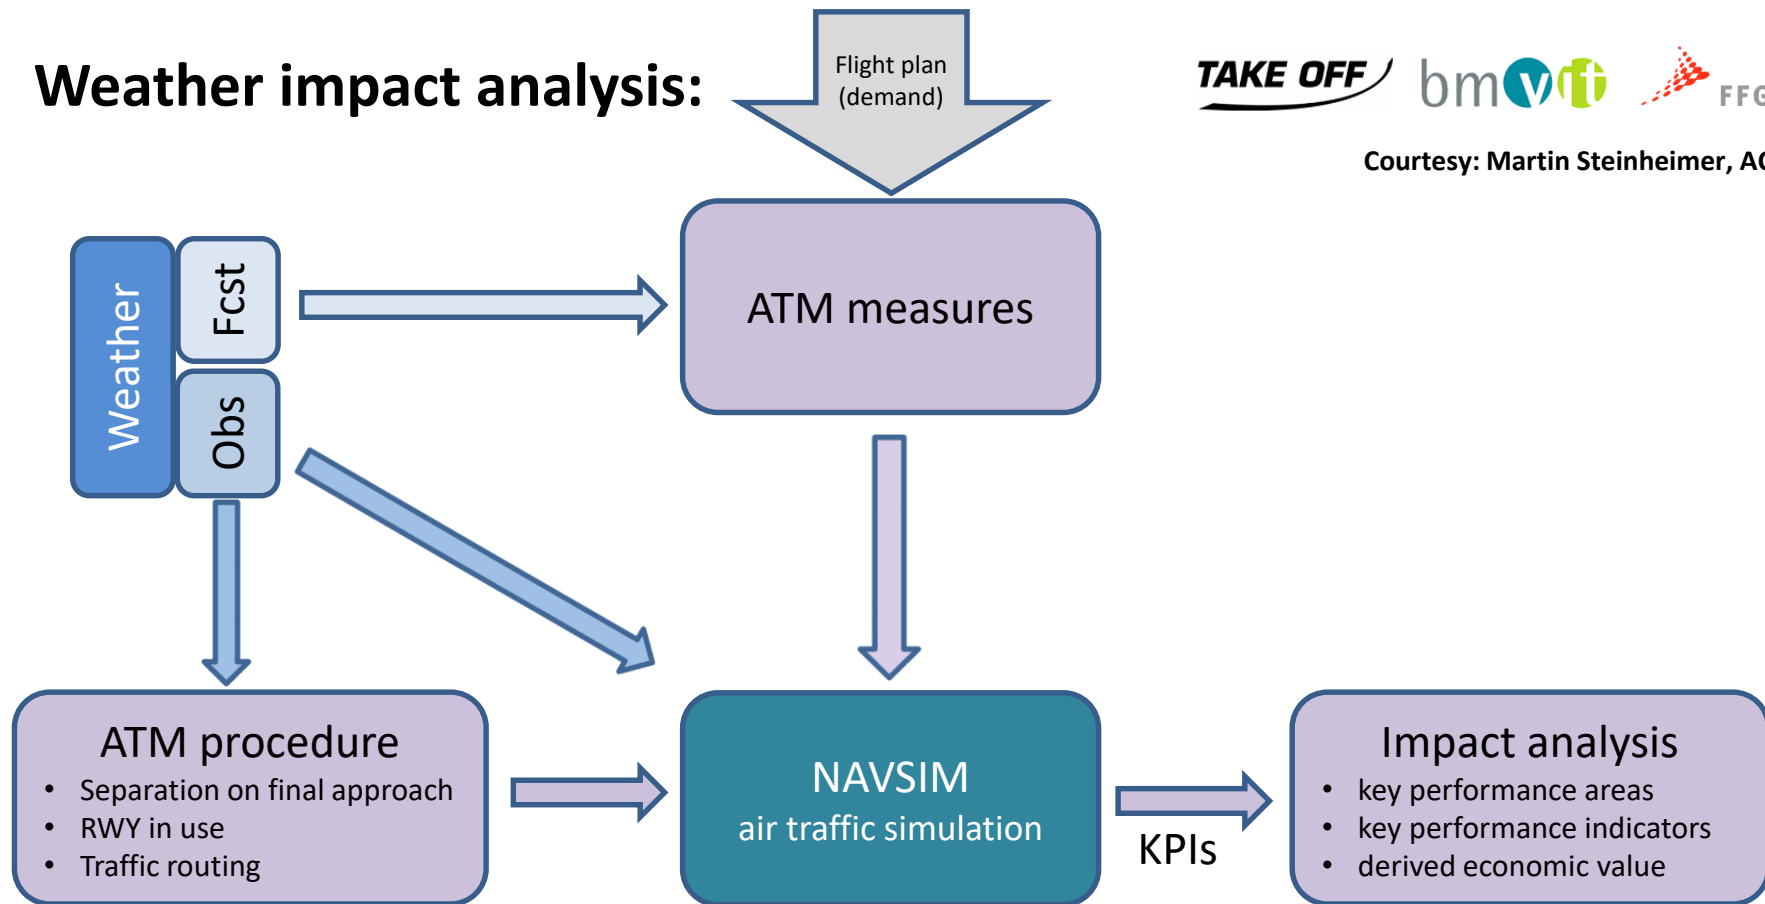 Weather impact analysis:
Flight plan
(demand)
TAKE OFF
bmvit
FFG
Courtesy: Martin Steinheimer,
Weather
Fcst
Obs
ATM measures
ATM procedure
• Separation on final approach
• RWY in use
• Traffic routing
NAVSIM
air traffic simulation
KPIs
Impact analysis
• key performance areas
• key performance indicators
• derived economic value